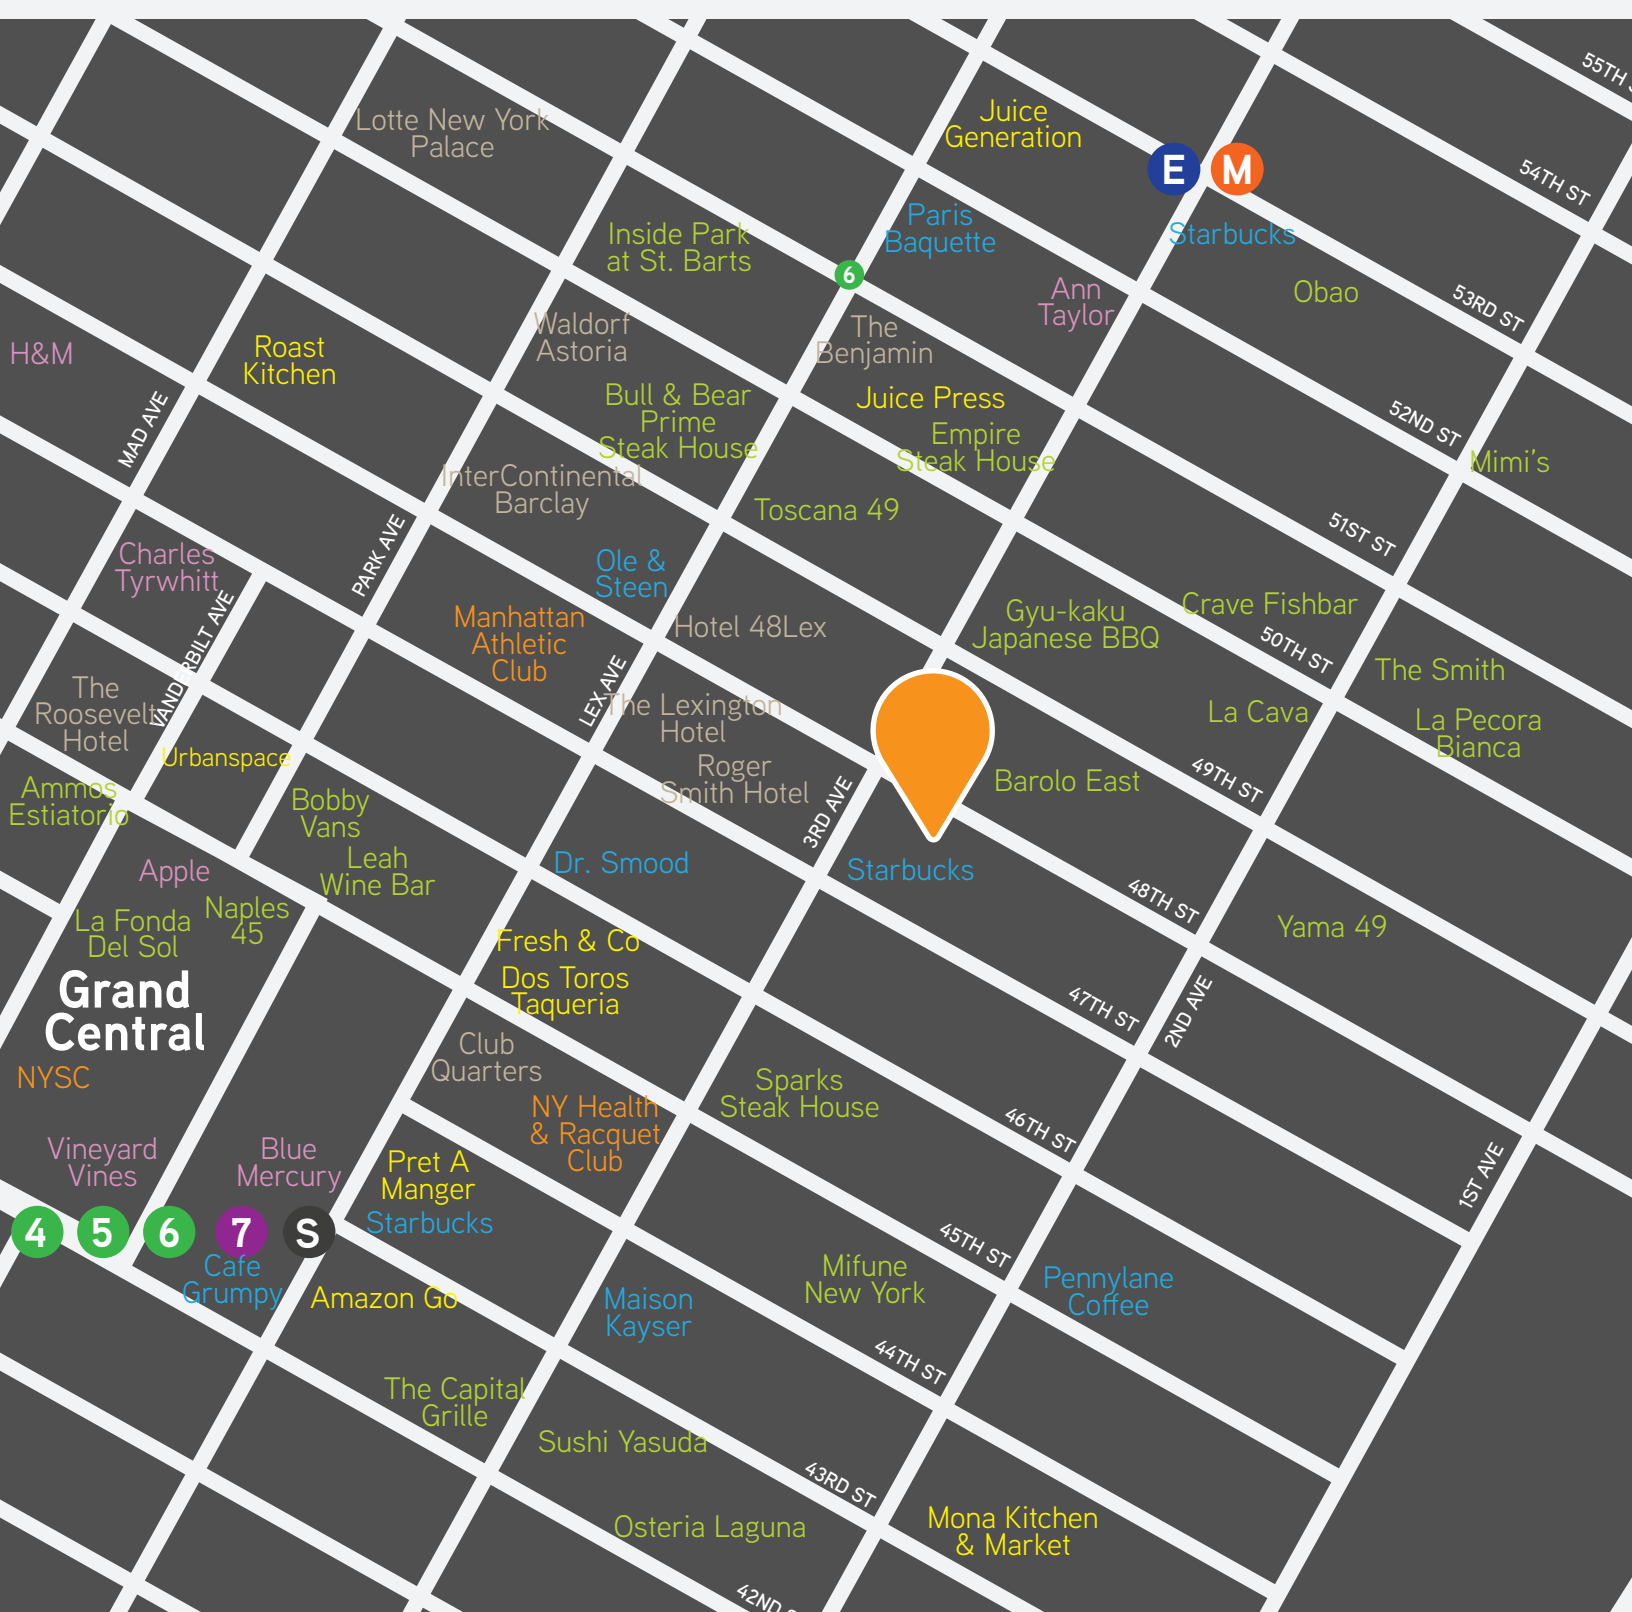 55TH S
Juice
Generation
Lotte New York
Palace
E
M
54TH ST
Paris
Baquette
Starbucks
Inside Park
at St. Barts
6
Ann
Taylor
Obao
53RD ST
Waldorf
Astoria
The
Benjamin
H&M
Roast
Kitchen
Bull & Bear
Prime
Steak House
Juice Press
Empire
Steak House
52ND ST
Mimi's
MAD AVE
InterContinental
Barclay
Toscana 49
51ST ST
PARK AVE
Charles
Tyrwhitt
Ole &
Steen
VANDERBILT AVE
Manhattan
Athletic
Club
Hotel 48Lex
Gyu-kaku
Japanese BBQ
Crave Fishbar
50TH ST
The Smith
LEX AVE
The
Roosevelt
Hotel
The Lexington
Hotel
La Cava
La Pecora
Bianca
Urbanspace
Roger
Smith Hotel
3RD AVE
Barolo East
49TH ST
Ammos
Estiatorio
Bobby
Vans
Leah
Wine Bar
Apple
Dr. Smood
Starbucks
48TH ST
La Fonda
Del Sol
Naples
45
Fresh & Co
Yama 49
Dos Toros
Taqueria
Grand
Central
47TH ST
2ND AVE
Club
Quarters
NYSC
Sparks
Steak House
NY Health
& Racquet
Club
46TH ST
1ST AVE
Vineyard
Vines
Blue
Mercury
Pret A
Manger
4
5
6
7
S
Starbucks
45TH ST
Cafe
Grumpy
Amazon Go
Maison
Kayser
Mifune
New York
Pennylane
Coffee
44TH ST
The Capital
Grille
Sushi Yasuda
43RD ST
Osteria Laguna
Mona Kitchen
& Market
42ND S